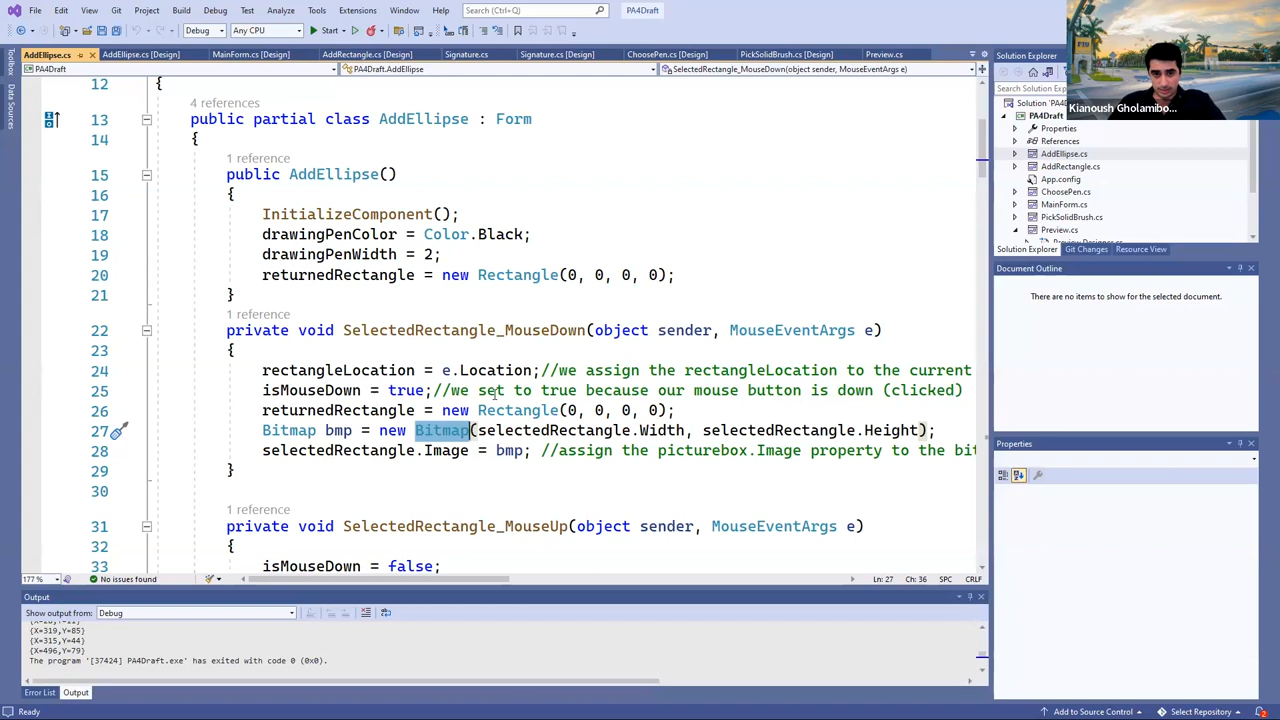 File Edit View Git Project Build Debug Test Analyze Tools Extensions Window Help Search (Ctrl+Q) PA4Draft
Debug Any CPU Start
AddEllipse.cs AddEllipse.cs [Design] MainForm.cs [Design] AddRectangle.cs [Design] Signature.cs Signature.cs [Design] ChoosePen.cs [Design] PickSolidBrush.cs [Design] Preview.cs
PA4Draft PA4Draft.AddEllipse SelectedRectangle_MouseDown(object sender, MouseEventArgs e)
Toolbox
Data Sources
12 {
4 references
13 public partial class AddEllipse : Form
14 {
1 reference
15 public AddEllipse()
16 {
17 InitializeComponent();
18 drawingPenColor = Color.Black;
19 drawingPenWidth = 2;
20 returnedRectangle = new Rectangle(0, 0, 0, 0);
21 }
1 reference
22 private void SelectedRectangle_MouseDown(object sender, MouseEventArgs e)
23 {
24 rectangleLocation = e.Location;//we assign the rectangleLocation to the current
25 isMouseDown = true;//we set to true because our mouse button is down (clicked)
26 returnedRectangle = new Rectangle(0, 0, 0, 0);
27 Bitmap bmp = new Bitmap(selectedRectangle.Width, selectedRectangle.Height);
28 selectedRectangle.Image = bmp; //assign the picturebox.Image property to the bit
29 }
30
1 reference
31 private void SelectedRectangle_MouseUp(object sender, MouseEventArgs e)
32 {
33 isMouseDown = false;
177 % No issues found Ln: 27 Ch: 36 SPC CRLF
Output
Show output from: Debug
{X=319,Y=85}
{X=315,Y=44}
{X=496,Y=79}
The program '[37424] PA4Draft.exe' has exited with code 0 (0x0).
Error List Output
Ready Add to Source Control Select Repository 2
Solution Explorer
Search Solution Explo
Solution 'PA4D
PA4Draft
Properties
References
AddEllipse.cs
AddRectangle.cs
App.config
ChoosePen.cs
MainForm.cs
PickSolidBrush.cs
Preview.cs
Preview.Designer.cs
Solution Explorer Git Changes Resource View
Document Outline
There are no items to show for the selected document.
Properties
FIU
Kianoush Gholambo...